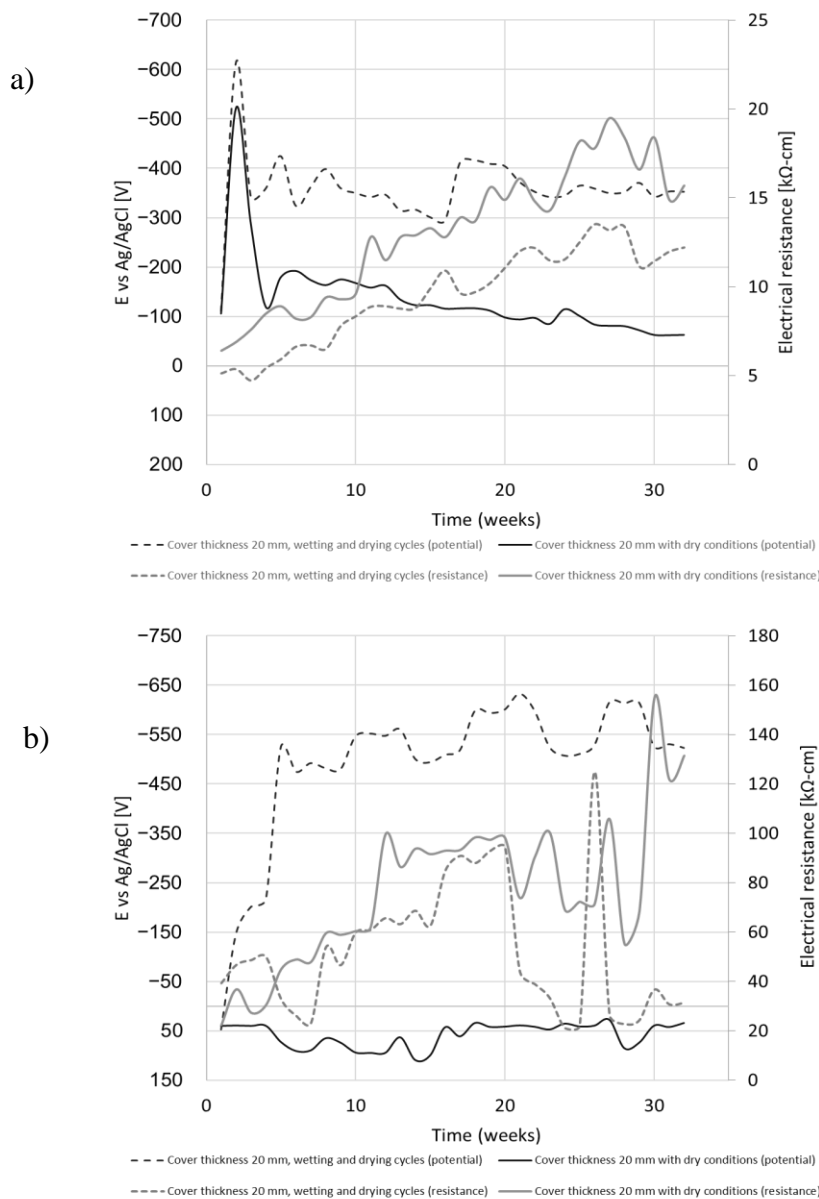 a)
−700
−600
−500
−400
−300
−200
−100
0
100
200
E vs Ag/AgCl [V]
25
20
15
10
5
0
Electrical resistance [kΩ-cm]
0 10 20 30
Time (weeks)
Cover thickness 20 mm, wetting and drying cycles (potential) Cover thickness 20 mm with dry conditions (potential)
Cover thickness 20 mm, wetting and drying cycles (resistance) Cover thickness 20 mm with dry conditions (resistance)
b)
−750
−650
−550
−450
−350
−250
−150
−50
50
150
E vs Ag/AgCl [V]
180
160
140
120
100
80
60
40
20
0
Electrical resistance [kΩ-cm]
0 10 20 30
Time (weeks)
Cover thickness 20 mm, wetting and drying cycles (potential) Cover thickness 20 mm with dry conditions (potential)
Cover thickness 20 mm, wetting and drying cycles (resistance) Cover thickness 20 mm with dry conditions (resistance)